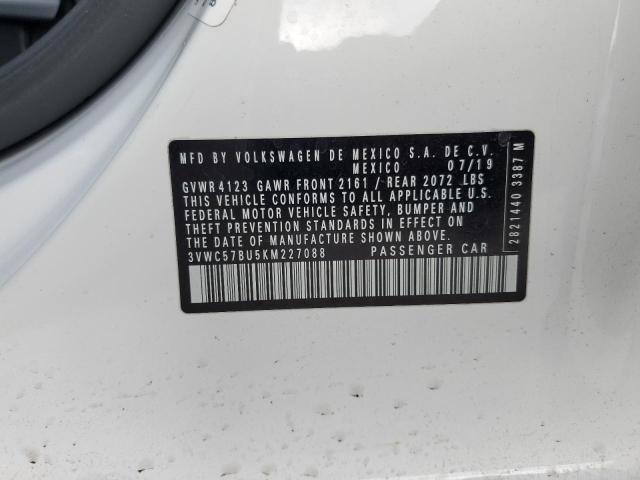 MFD BY VOLKSWAGEN DE MEXICO S.A. DE C.V.
MEXICO 07/19
GVWR 4123 GAWR FRONT 2161 / REAR 2072 LBS
THIS VEHICLE CONFORMS TO ALL APPLICABLE U.S.
FEDERAL MOTOR VEHICLE SAFETY, BUMPER AND
THEFT PREVENTION STANDARDS IN EFFECT ON
THE DATE OF MANUFACTURE SHOWN ABOVE.
3VWC57BU5KM227088 PASSENGER CAR
2821440 3387 M